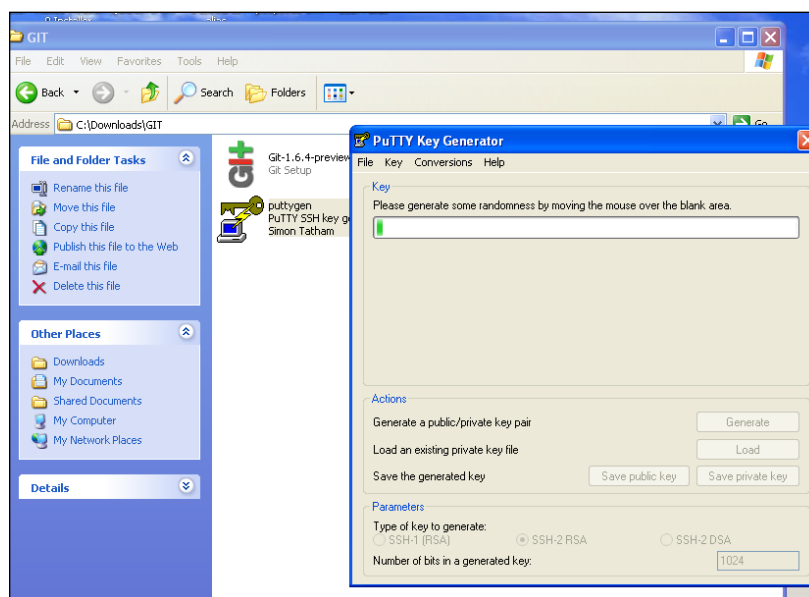 GIT
File Edit View Favorites Tools Help
Back Search Folders
Address C:\Downloads\GIT Go
File and Folder Tasks
Rename this file
Move this file
Copy this file
Publish this file to the Web
E-mail this file
Delete this file
Other Places
Downloads
My Documents
Shared Documents
My Computer
My Network Places
Details
Git-1.6.4-preview
Git Setup
puttygen
PuTTY SSH key g
Simon Tatham
PuTTY Key Generator
File Key Conversions Help
Key
Please generate some randomness by moving the mouse over the blank area.
Actions
Generate a public/private key pair Generate
Load an existing private key file Load
Save the generated key Save public key Save private key
Parameters
Type of key to generate:
SSH-1 (RSA) SSH-2 RSA SSH-2 DSA
Number of bits in a generated key: 1024